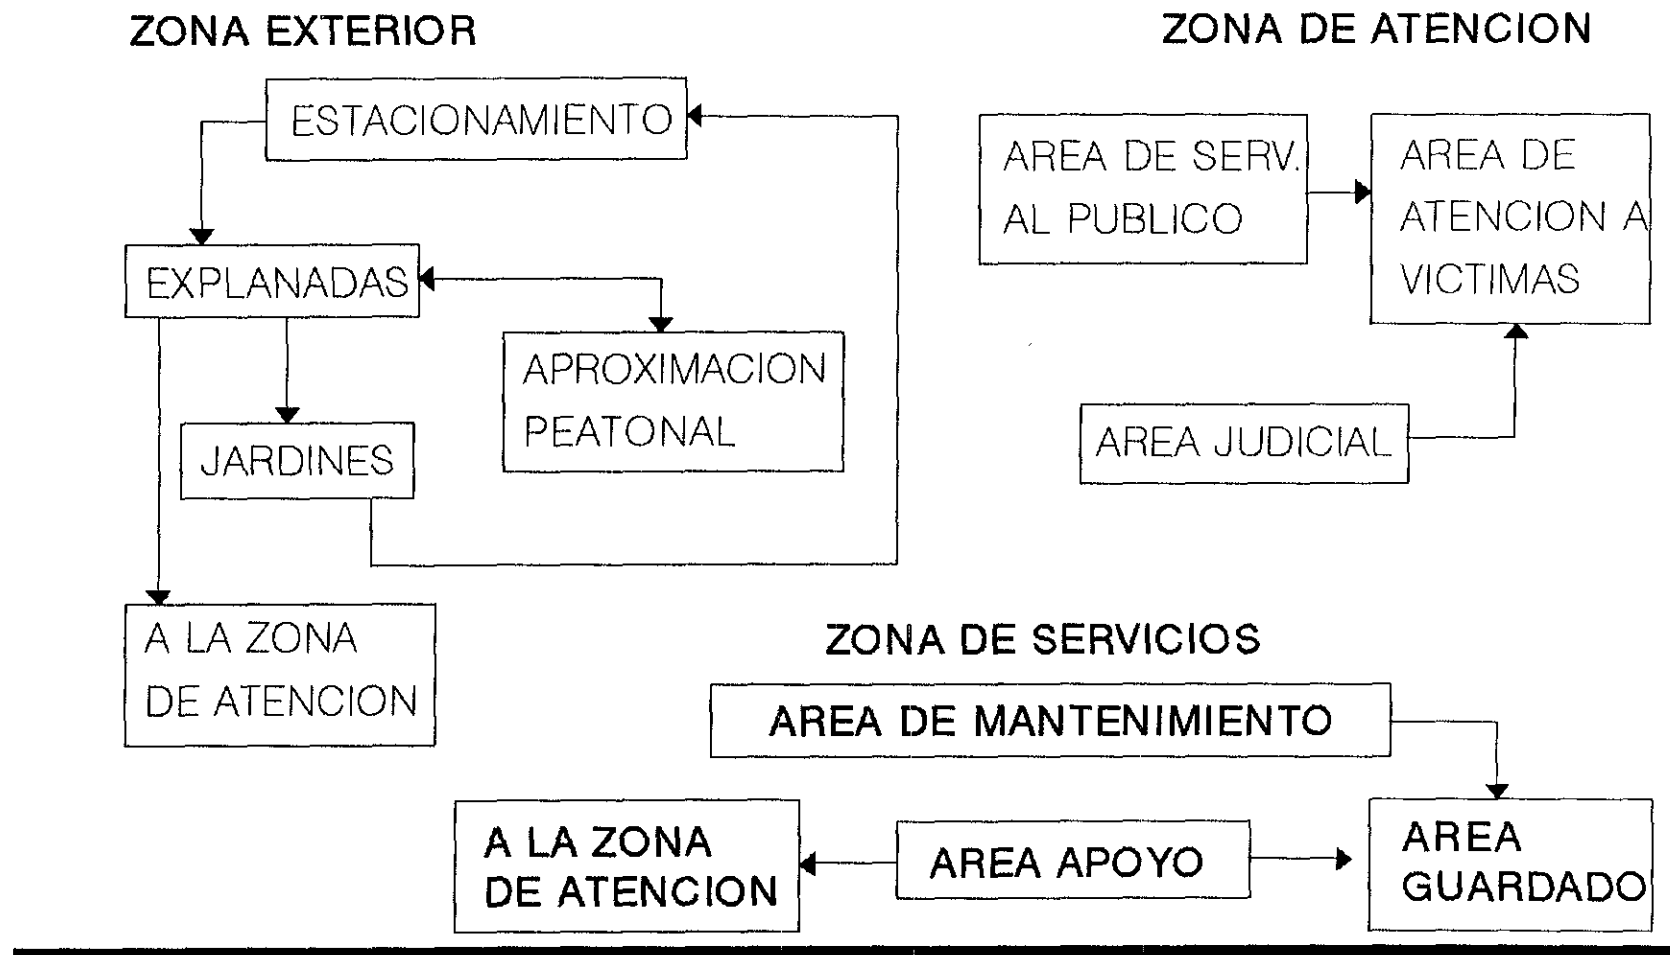 ZONA EXTERIOR
ESTACIONAMIENTO
EXPLANADAS
APROXIMACION
PEATONAL
JARDINES
A LA ZONA
DE ATENCION
ZONA DE ATENCION
AREA DE SERV.
AL PUBLICO
AREA DE
ATENCION A
VICTIMAS
AREA JUDICIAL
ZONA DE SERVICIOS
AREA DE MANTENIMIENTO
A LA ZONA
DE ATENCION
AREA APOYO
AREA
GUARDADO